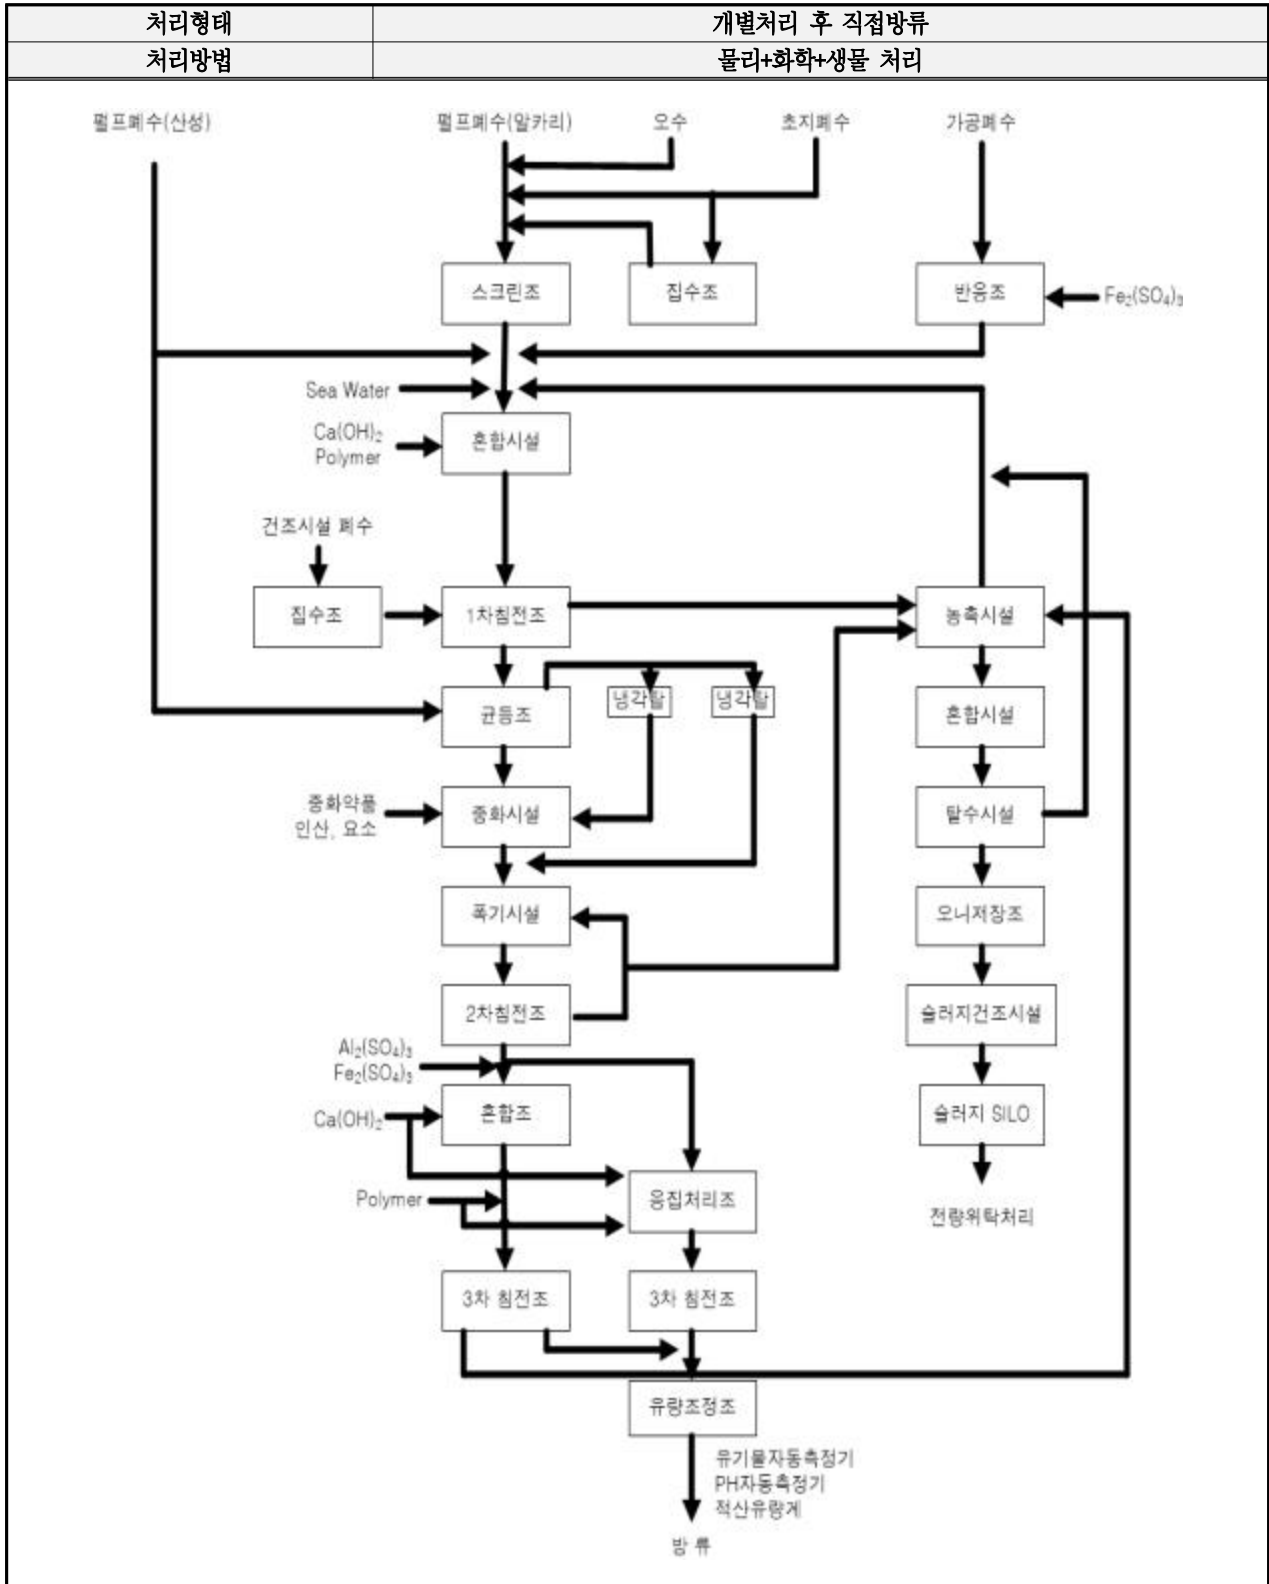 처리형태 개별처리 후 직접방류
처리방법 물리+화학+생물 처리
펄프폐수(산성) 펄프폐수(알카리) 오수 초지폐수 가공폐수
스크린조 집수조 반응조 Fe₂(SO₄)₃
Sea Water
Ca(OH)₂
Polymer
혼합시설
건조시설 폐수
집수조 1차침전조 농축시설
균등조 냉각탑 냉각탑 혼합시설
중화약품
인산, 요소
중화시설 탈수시설
폭기시설 오니저장조
2차침전조 슬러지건조시설
Al₂(SO₄)₃
Fe₂(SO₄)₃
Ca(OH)₂ 혼합조 슬러지 SILO
Polymer 응집처리조 전량위탁처리
3차 침전조 3차 침전조
유량조정조
유기물자동측정기
PH자동측정기
적산유량계
방 류